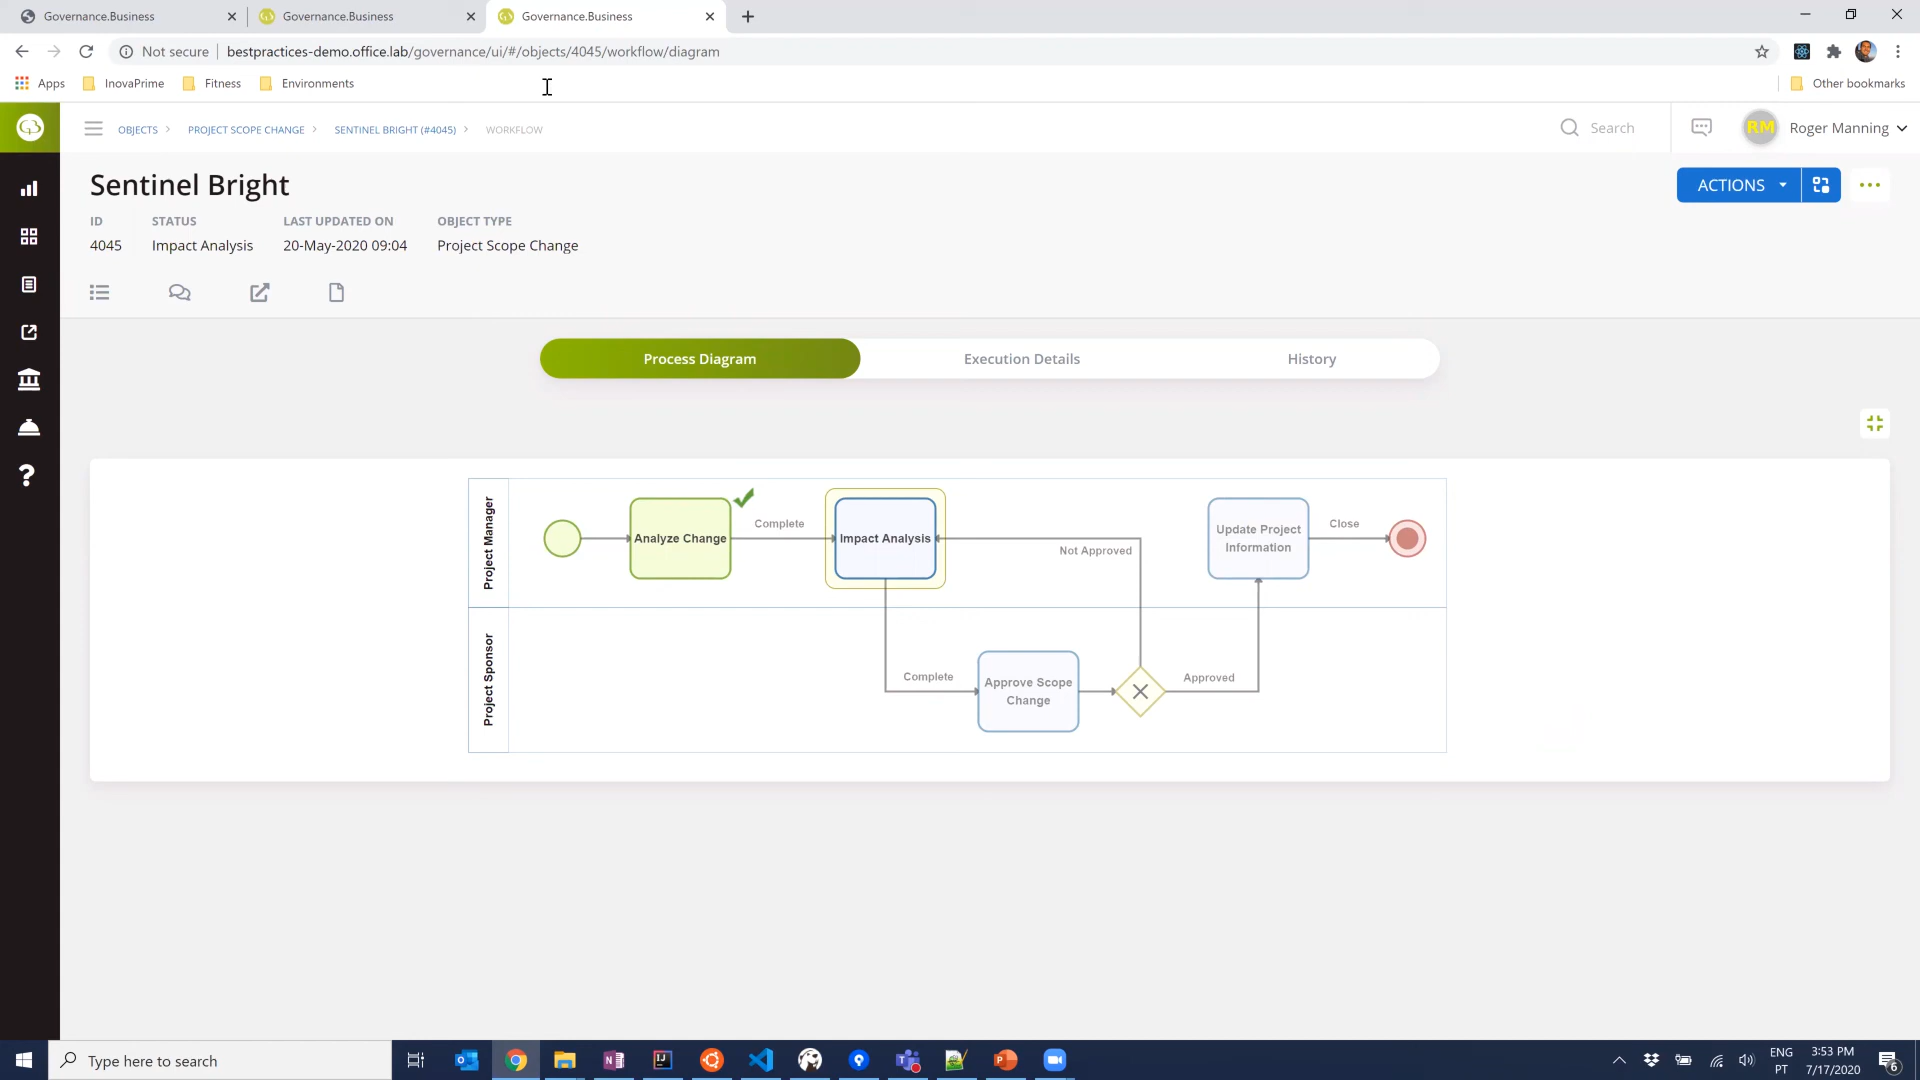 Governance.Business
Governance.Business
Governance.Business
Not secure
bestpractices-demo.office.lab/governance/ui/#/objects/4045/workflow/diagram
Apps
InovaPrime
Fitness
Environments
Other bookmarks
OBJECTS
PROJECT SCOPE CHANGE
SENTINEL BRIGHT (#4045)
WORKFLOW
Search
RM
Roger Manning
Sentinel Bright
ACTIONS
ID
STATUS
LAST UPDATED ON
OBJECT TYPE
4045
Impact Analysis
20-May-2020 09:04
Project Scope Change
Process Diagram
Execution Details
History
Project Manager
Analyze Change
Complete
Impact Analysis
Not Approved
Update Project
Information
Close
Project Sponsor
Complete
Approve Scope
Change
Approved
Type here to search
ENG
PT
3:53 PM
7/17/2020
6